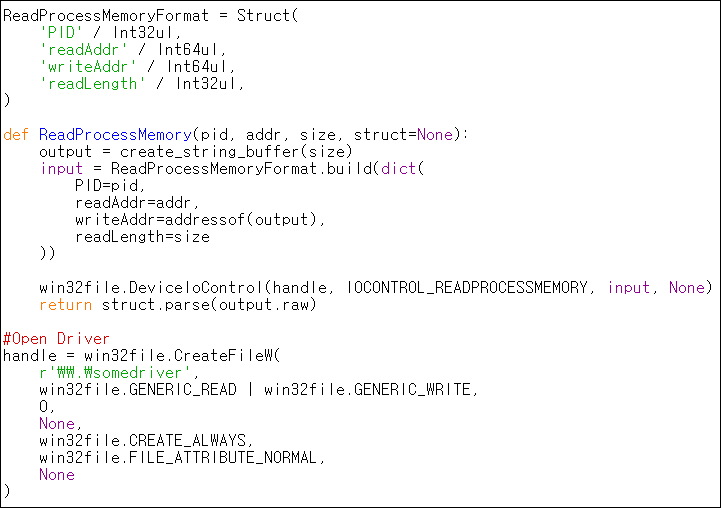 ReadProcessMemoryFormat = Struct(
    'PID' / Int32ul,
    'readAddr' / Int64ul,
    'writeAddr' / Int64ul,
    'readLength' / Int32ul,
)

def ReadProcessMemory(pid, addr, size, struct=None):
    output = create_string_buffer(size)
    input = ReadProcessMemoryFormat.build(dict(
        PID=pid,
        readAddr=addr,
        writeAddr=addressof(output),
        readLength=size
    ))

    win32file.DeviceIoControl(handle, IOCONTROL_READPROCESSMEMORY, input, None)
    return struct.parse(output.raw)

#Open Driver
handle = win32file.CreateFileW(
    r'₩₩.₩somedriver',
    win32file.GENERIC_READ | win32file.GENERIC_WRITE,
    0,
    None,
    win32file.CREATE_ALWAYS,
    win32file.FILE_ATTRIBUTE_NORMAL,
    None
)